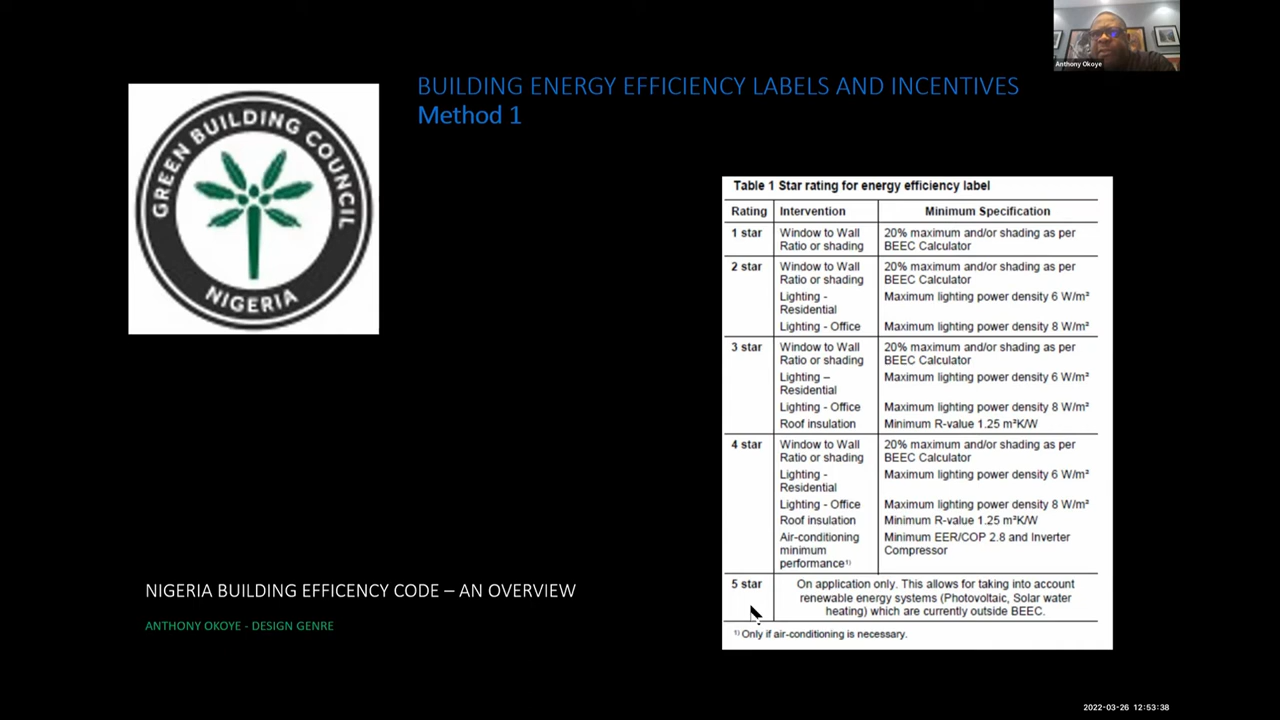 Anthony Okoye
GREEN BUILDING COUNCIL
NIGERIA
BUILDING ENERGY EFFICIENCY LABELS AND INCENTIVES
Method 1
Table 1 Star rating for energy efficiency label
Rating Intervention Minimum Specification
1 star Window to Wall 20% maximum and/or shading as per
Ratio or shading BEEC Calculator
2 star Window to Wall 20% maximum and/or shading as per
Ratio or shading BEEC Calculator
Lighting - Maximum lighting power density 6 W/m²
Residential
Lighting - Office Maximum lighting power density 8 W/m²
3 star Window to Wall 20% maximum and/or shading as per
Ratio or shading BEEC Calculator
Lighting – Maximum lighting power density 6 W/m²
Residential
Lighting - Office Maximum lighting power density 8 W/m²
Roof insulation Minimum R-value 1.25 m²K/W
4 star Window to Wall 20% maximum and/or shading as per
Ratio or shading BEEC Calculator
Lighting - Maximum lighting power density 6 W/m²
Residential
Lighting - Office Maximum lighting power density 8 W/m²
Roof insulation Minimum R-value 1.25 m²K/W
Air-conditioning Minimum EER/COP 2.8 and Inverter
minimum Compressor
performance¹⁾
5 star On application only. This allows for taking into account
renewable energy systems (Photovoltaic, Solar water
heating) which are currently outside BEEC.
¹⁾ Only if air-conditioning is necessary.
NIGERIA BUILDING EFFICENCY CODE – AN OVERVIEW
ANTHONY OKOYE - DESIGN GENRE
2022-03-26 12:53:38